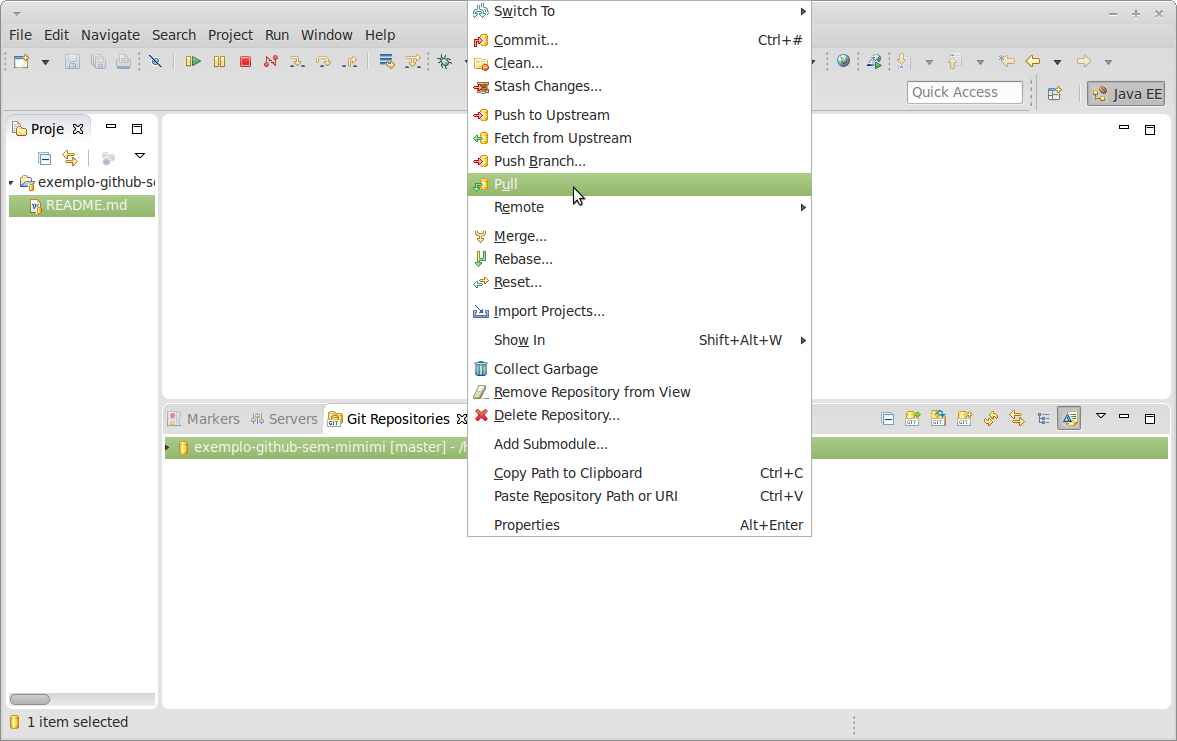 File Edit Navigate Search Project Run Window Help
Quick Access
Java EE
Proje
exemplo-github-s
README.md
Switch To
Commit... Ctrl+#
Clean...
Stash Changes...
Push to Upstream
Fetch from Upstream
Push Branch...
Pull
Remote
Merge...
Rebase...
Reset...
Import Projects...
Show In Shift+Alt+W
Collect Garbage
Remove Repository from View
Delete Repository...
Add Submodule...
Copy Path to Clipboard Ctrl+C
Paste Repository Path or URI Ctrl+V
Properties Alt+Enter
Markers Servers Git Repositories
exemplo-github-sem-mimimi [master] - /h
1 item selected